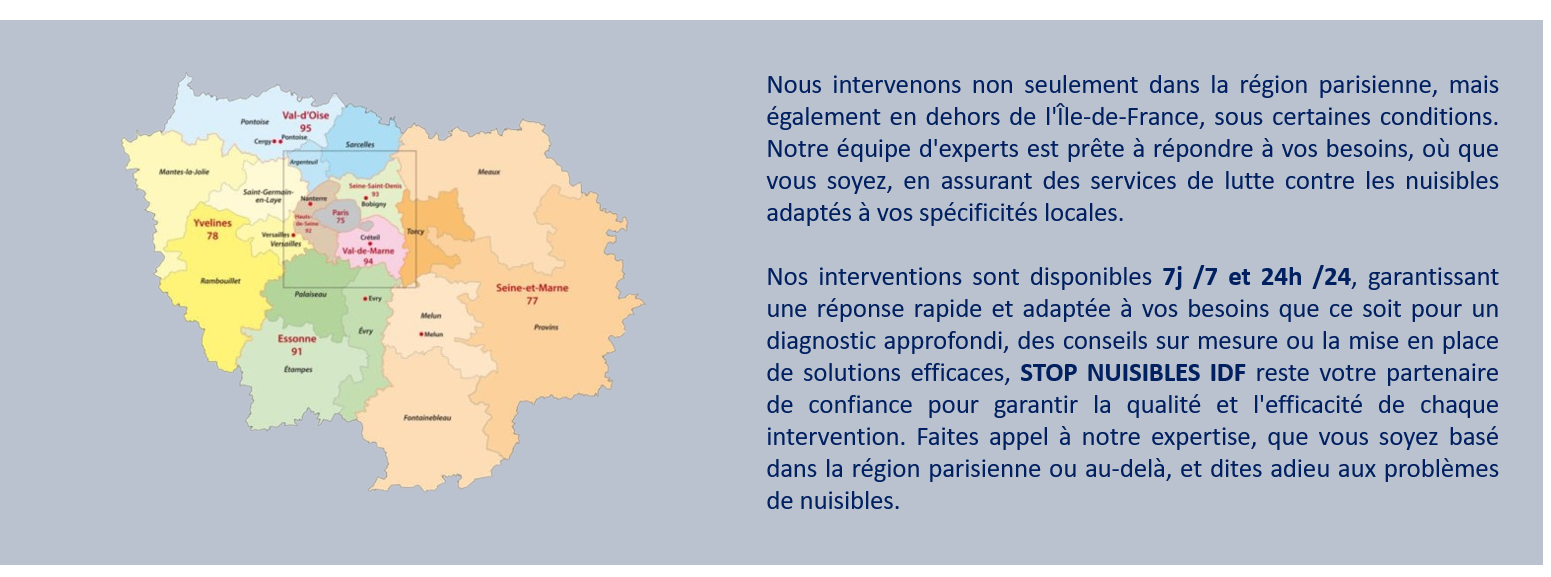 Val-d'Oise
95
Pontoise
Cergy
Pontoise
Sarcelles
Argenteuil
Mantes-la-Jolie
Saint-Germain-
en-Laye
Nanterre
Seine-Saint-Denis
93
Bobigny
Meaux
Paris
75
Hauts-
de-Seine
92
Yvelines
78
Versailles
Versailles
Créteil
Val-de-Marne
94
Torcy
Rambouillet
Palaiseau
Evry
Seine-et-Marne
77
Melun
Melun
Provins
Évry
Essonne
91
Étampes
Fontainebleau
Nous intervenons non seulement dans la région parisienne, mais
également en dehors de l'Île-de-France, sous certaines conditions.
Notre équipe d'experts est prête à répondre à vos besoins, où que
vous soyez, en assurant des services de lutte contre les nuisibles
adaptés à vos spécificités locales.
Nos interventions sont disponibles 7j /7 et 24h /24, garantissant
une réponse rapide et adaptée à vos besoins que ce soit pour un
diagnostic approfondi, des conseils sur mesure ou la mise en place
de solutions efficaces, STOP NUISIBLES IDF reste votre partenaire
de confiance pour garantir la qualité et l'efficacité de chaque
intervention. Faites appel à notre expertise, que vous soyez basé
dans la région parisienne ou au-delà, et dites adieu aux problèmes
de nuisibles.